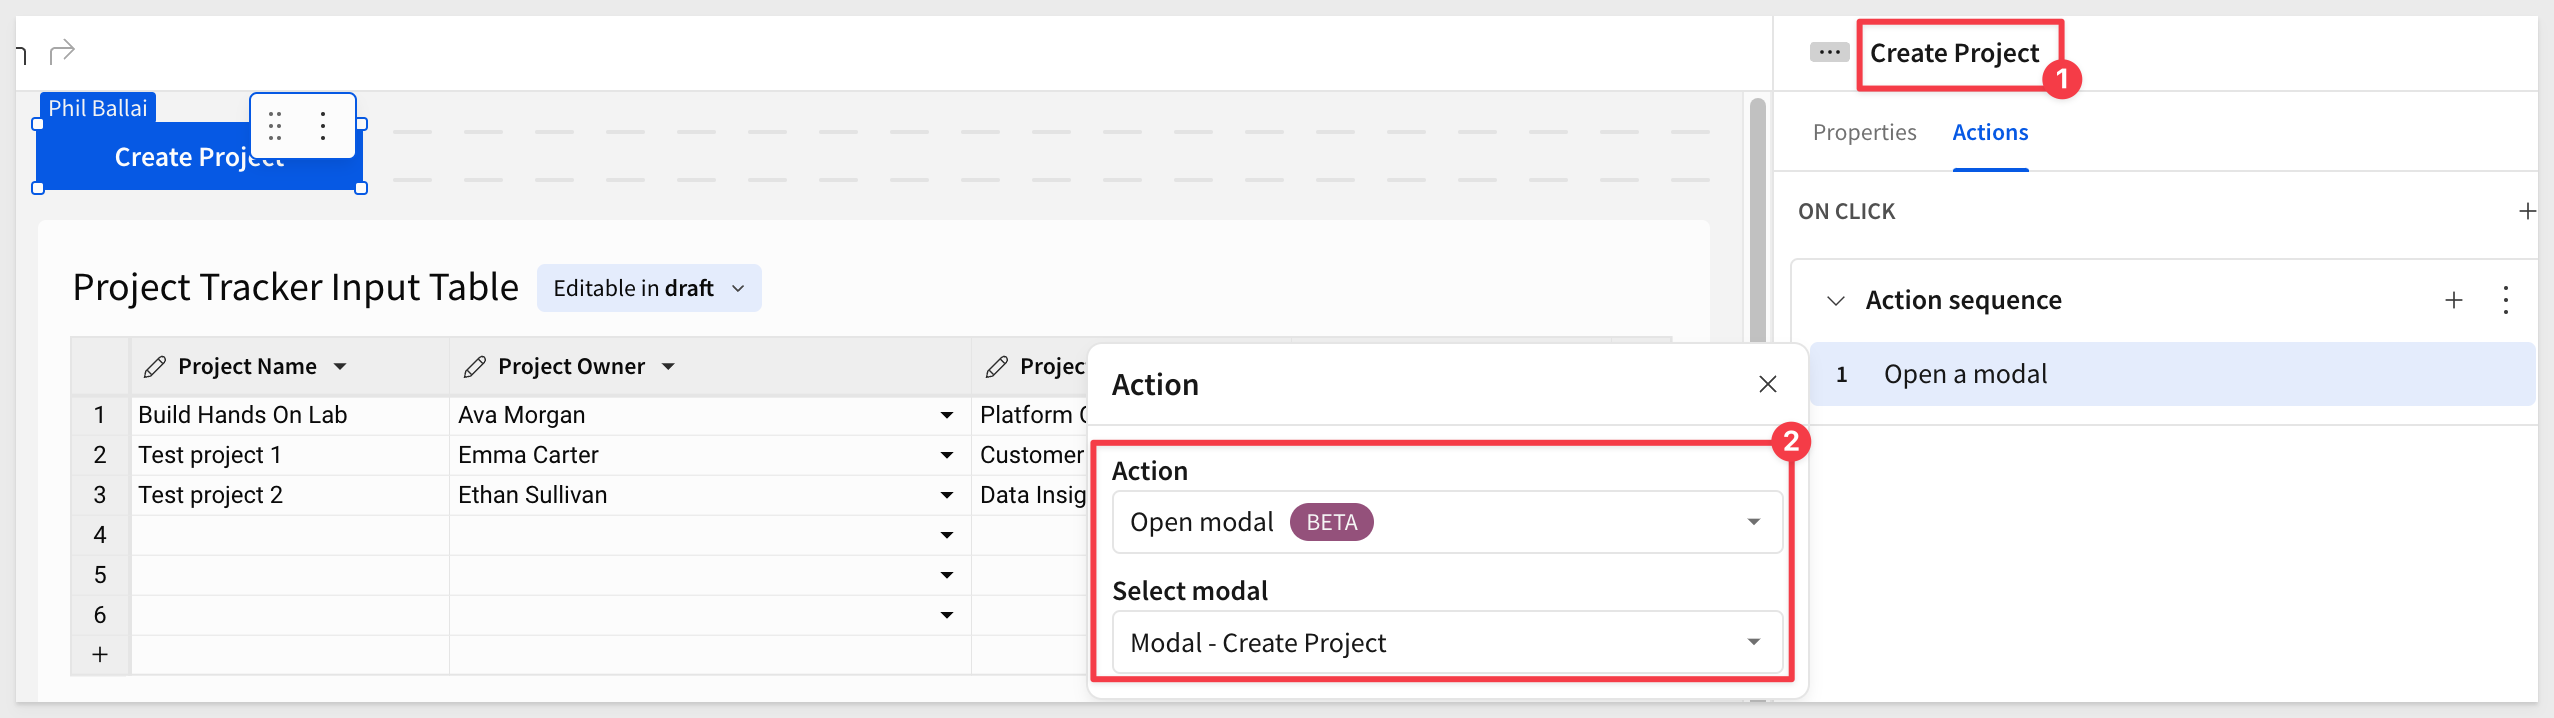 Create Project
1
Phil Ballai
Create Project
Properties
Actions
ON CLICK
Project Tracker Input Table
Editable in draft
Action sequence
1 Open a modal
Project Name
Project Owner
1 Build Hands On Lab Ava Morgan Platform
2 Test project 1 Emma Carter Customer
3 Test project 2 Ethan Sullivan Data
4
5
6
+
Action
2
Action
Open modal BETA
Select modal
Modal - Create Project